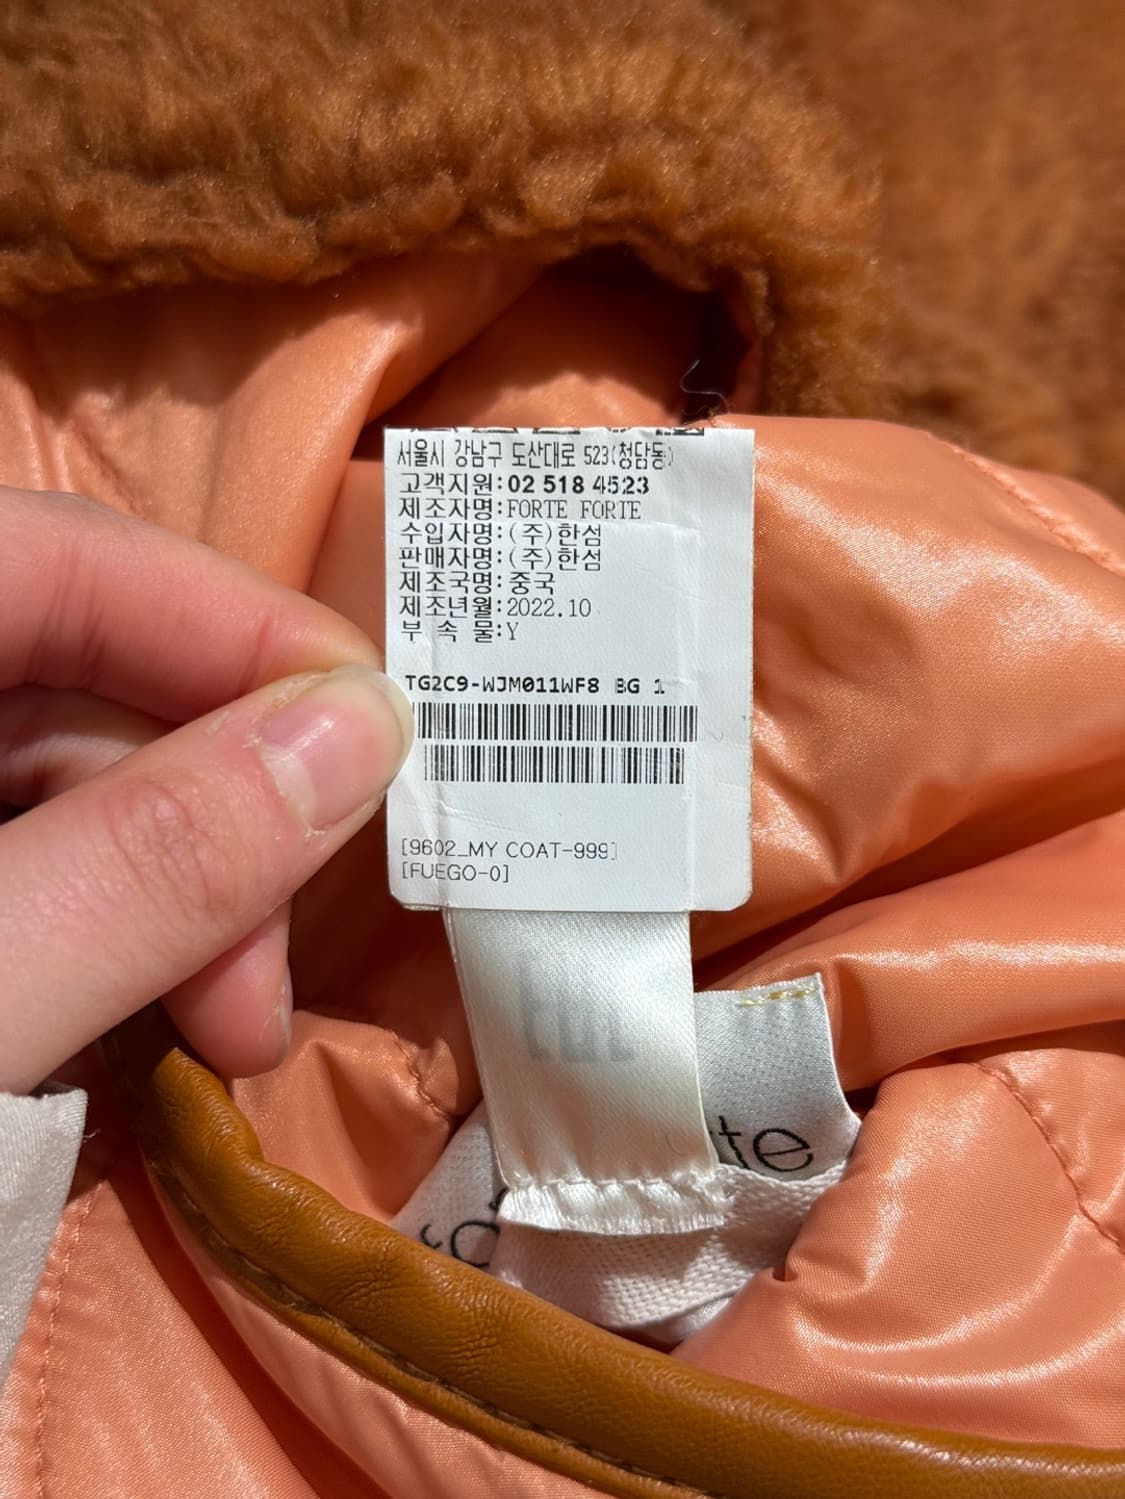 서울시 강남구 도산대로 523(청담동)
고객지원:02 518 4523
제조자명:FORTE FORTE
수입자명:(주)한섬
판매자명:(주)한섬
제조국명:중국
제조년월:2022.10
부 속 물:Y
TG2C9-WJM011WF8 BG 1
[9602_MY COAT-999]
[FUEGO-0]